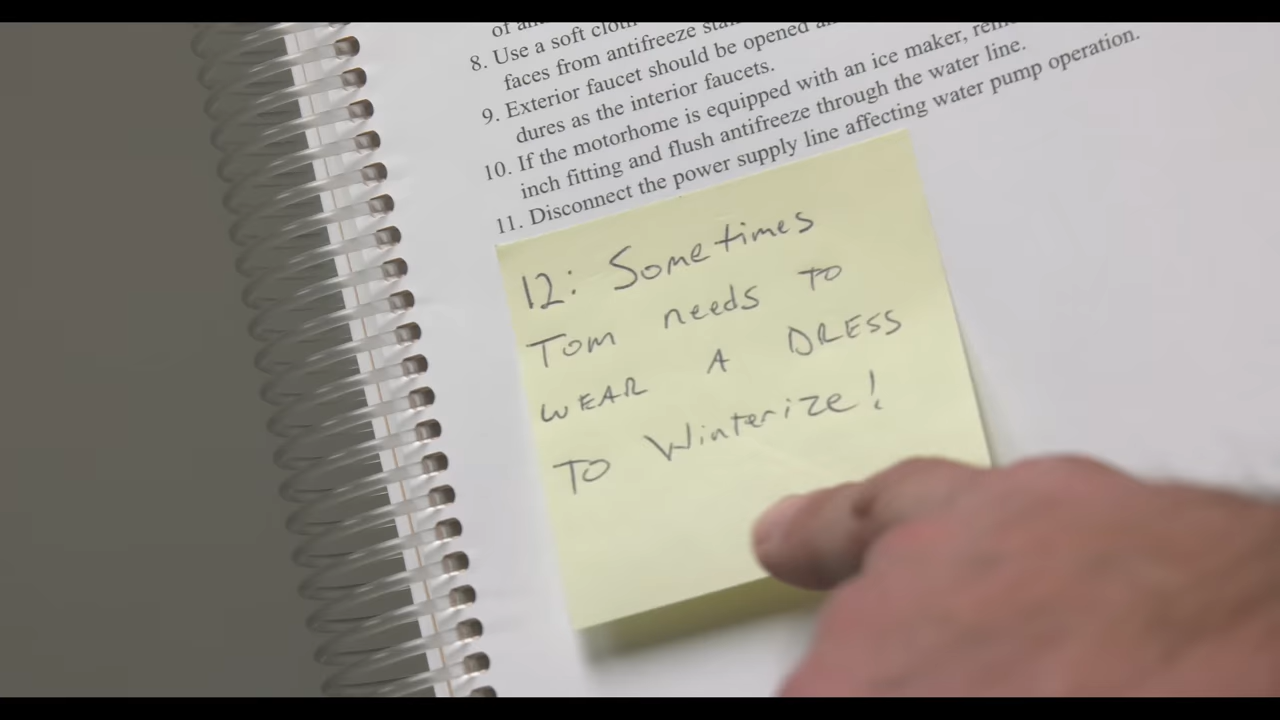 8. Use a soft cloth
faces from antifreeze
9. Exterior faucet should be opened
dures as the interior faucets.
10. If the motorhome is equipped with an ice maker,
inch fitting and flush antifreeze through the water line.
11. Disconnect the power supply line affecting water pump operation.
12: Sometimes
Tom needs TO
WEAR A DRESS
TO Winterize!